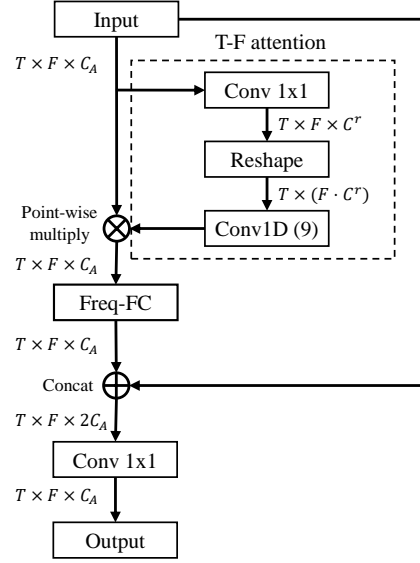 Input
T × F × C_A
T-F attention
Conv 1x1
T × F × C^r
Reshape
T × (F · C^r)
Conv1D (9)
Point-wise
multiply
T × F × C_A
Freq-FC
T × F × C_A
Concat
T × F × 2C_A
Conv 1x1
T × F × C_A
Output